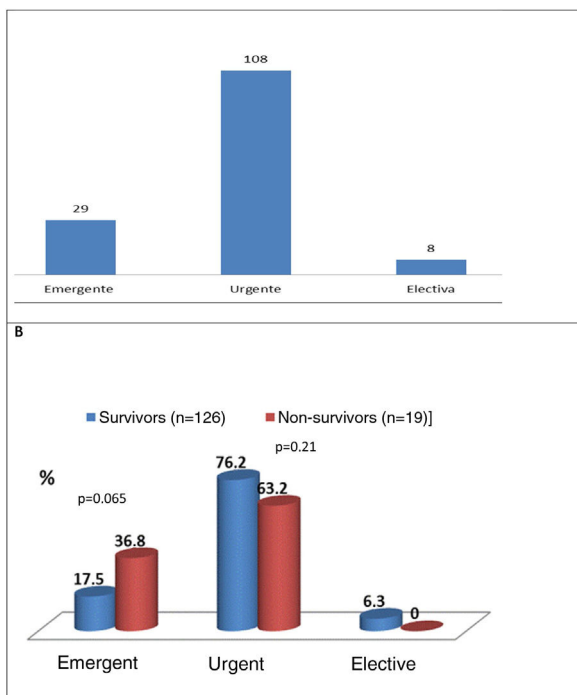 108
29
8
Emergente Urgente Electiva
B
Survivors (n=126) Non-survivors (n=19)]
p=0.21
76.2
%
p=0.065
63.2
36.8
17.5
6.3
0
Emergent Urgent Elective